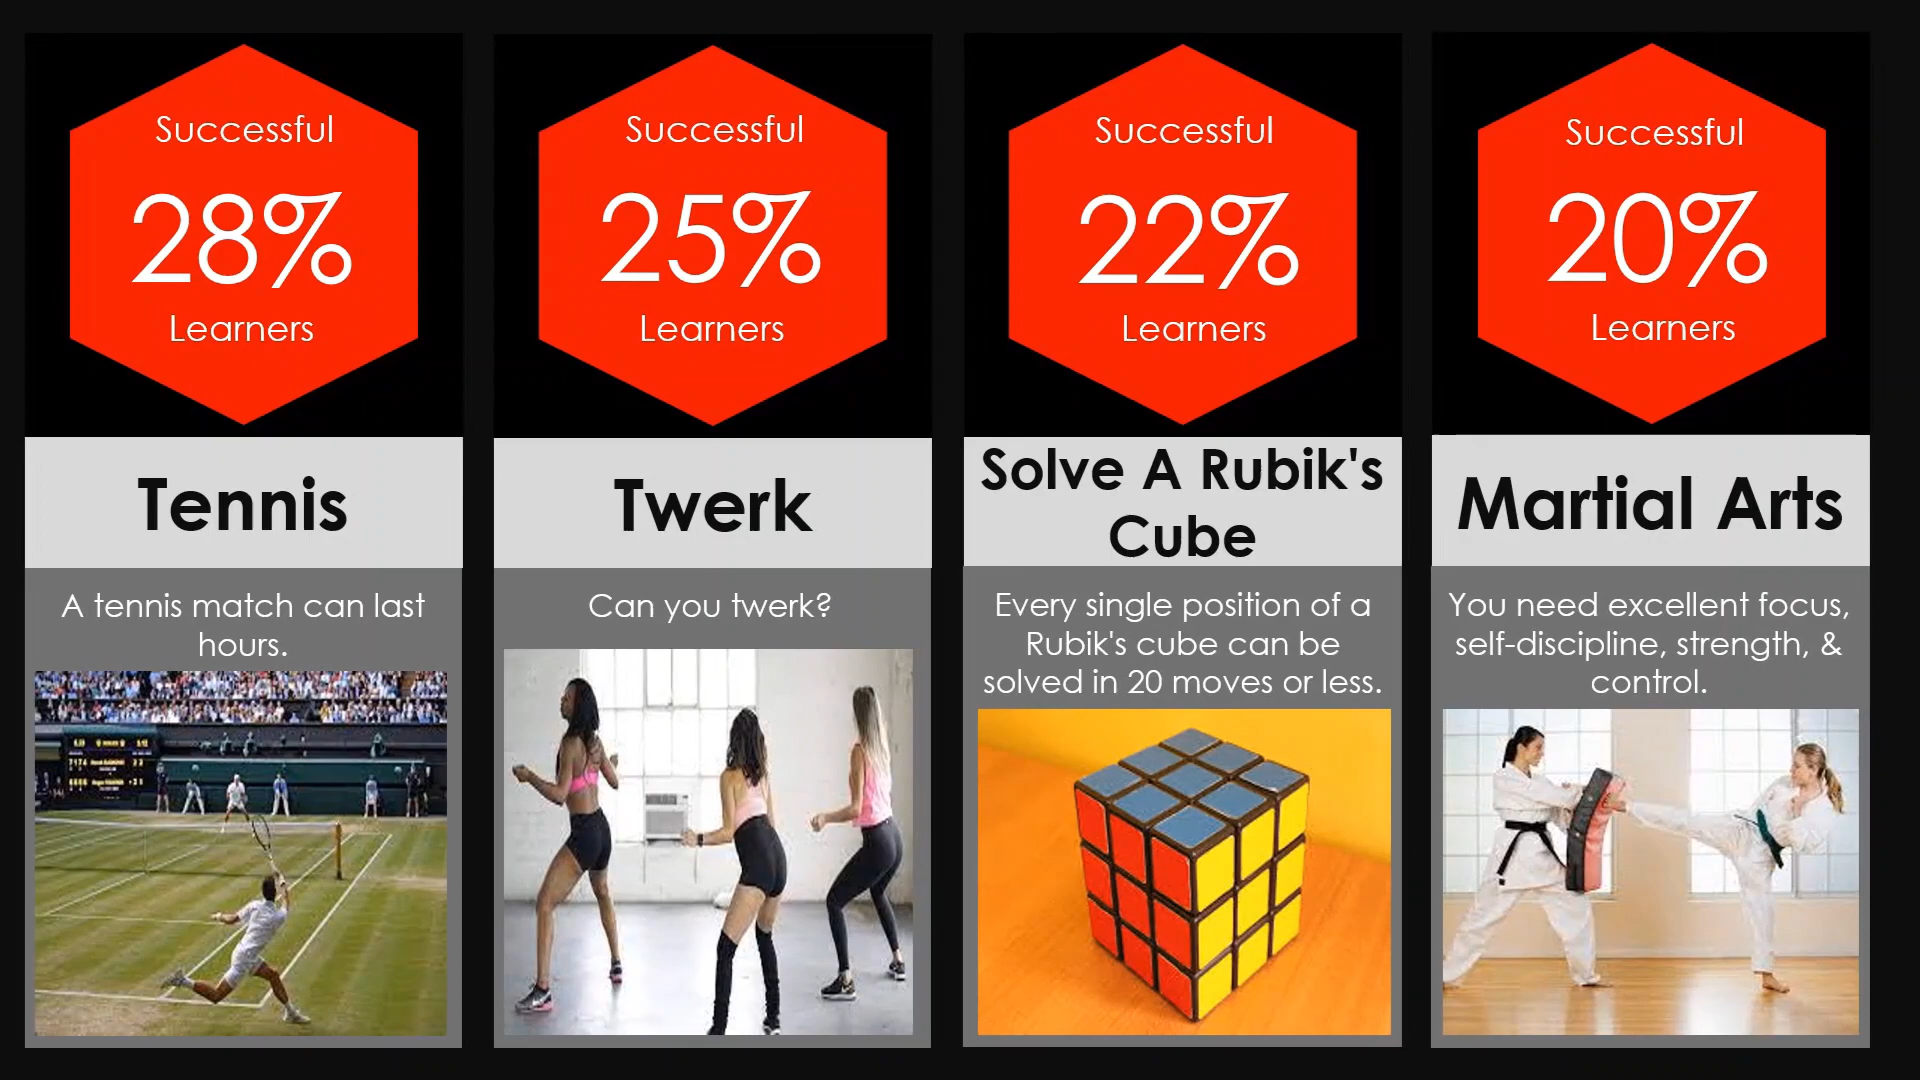 Successful
28%
Learners
Tennis
A tennis match can last
hours.
Successful
25%
Learners
Twerk
Can you twerk?
Successful
22%
Learners
Solve A Rubik's
Cube
Every single position of a
Rubik's cube can be
solved in 20 moves or less.
Successful
20%
Learners
Martial Arts
You need excellent focus,
self-discipline, strength, &
control.